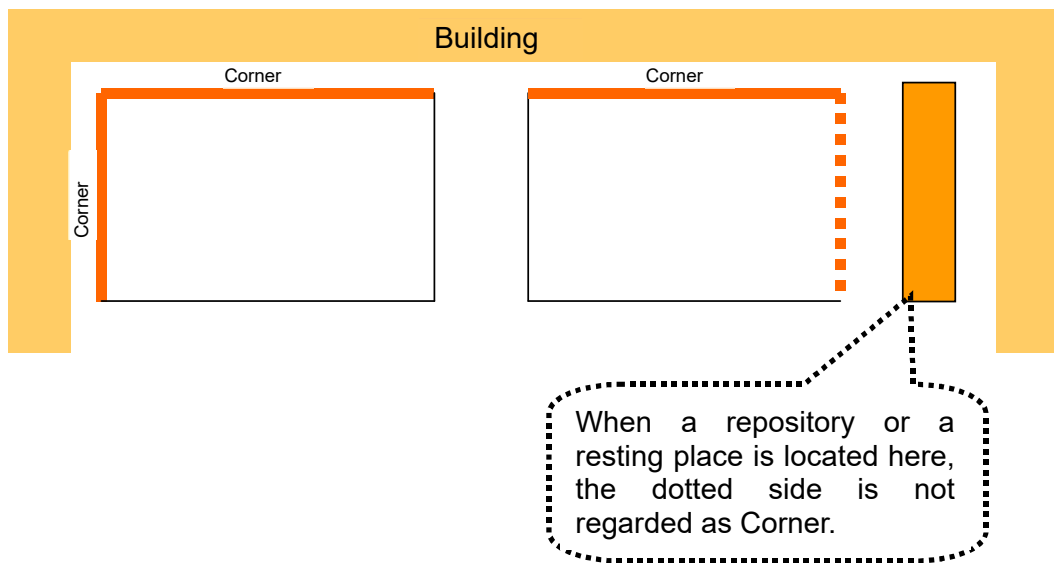 Building
Corner
Corner
Corner
When a repository or a
resting place is located here,
the dotted side is not
regarded as Corner.